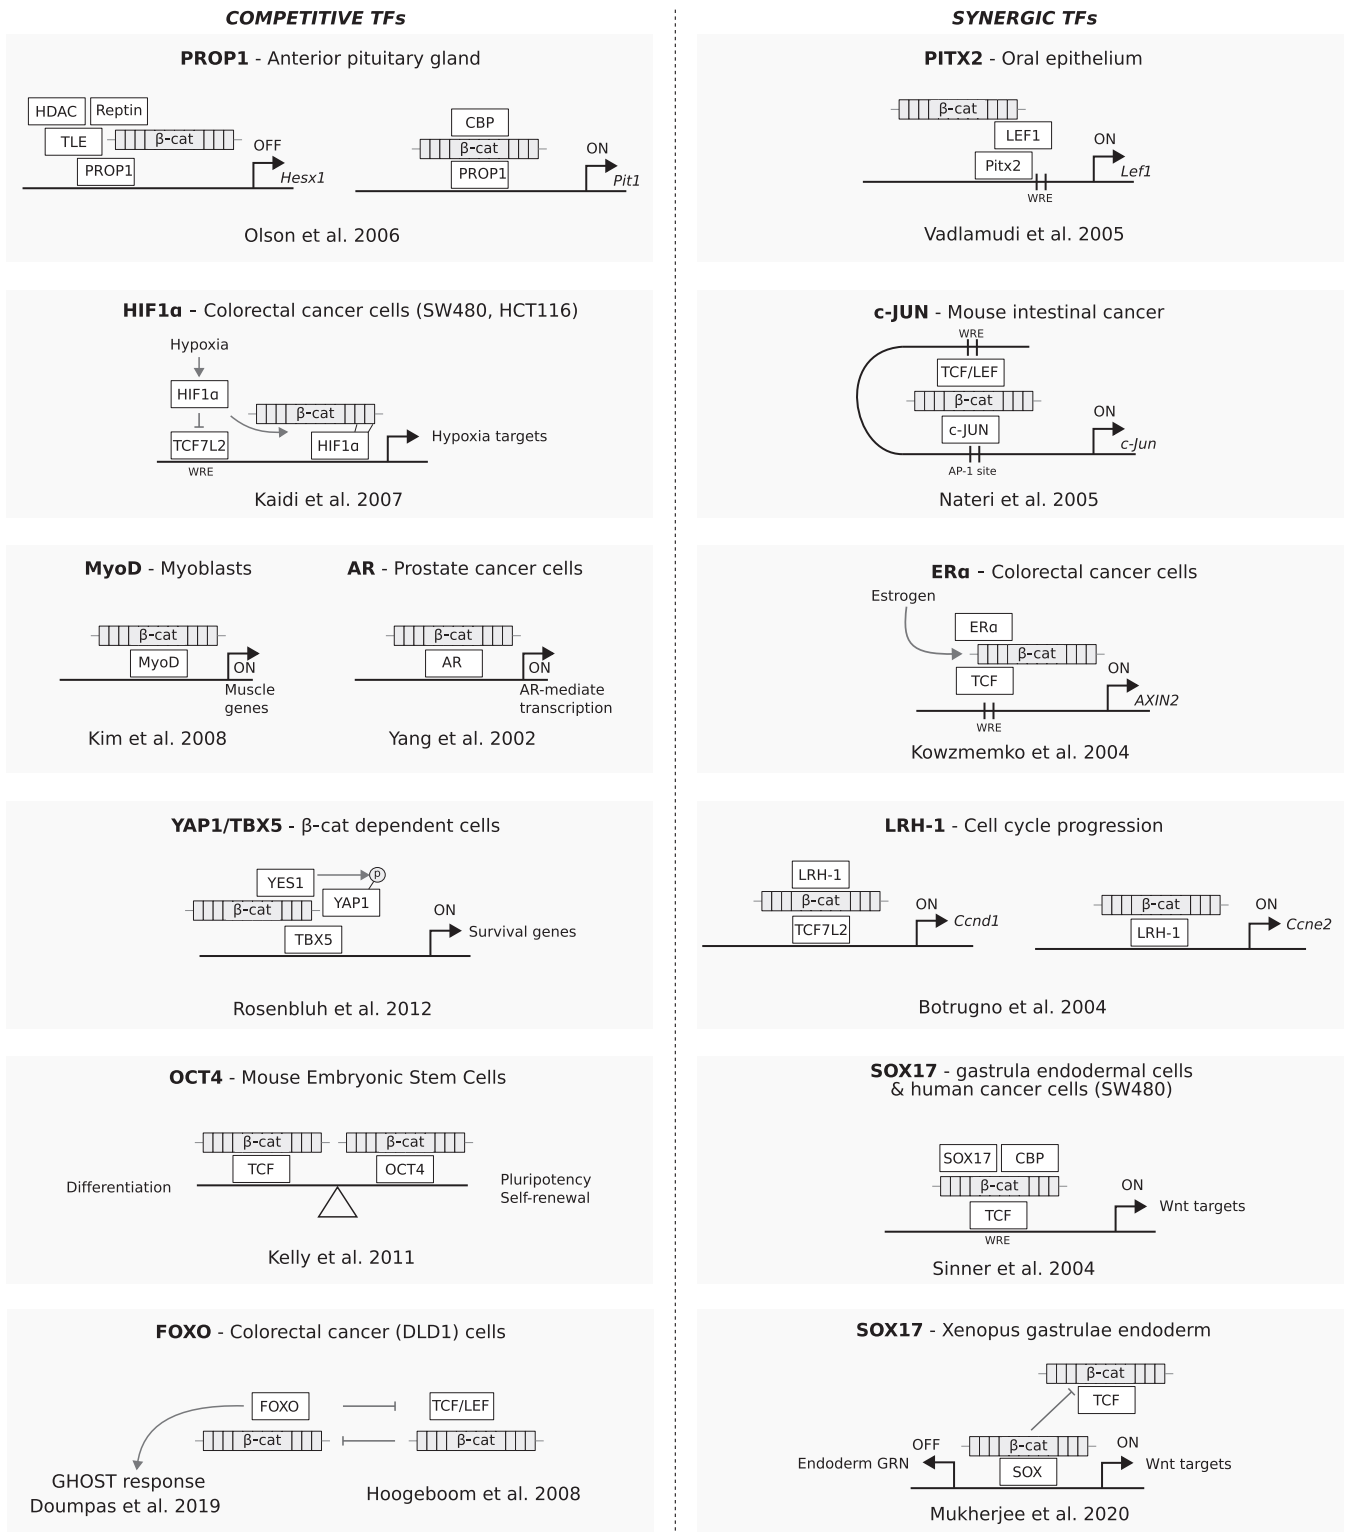 COMPETITIVE TFs
PROP1 - Anterior pituitary gland
HDAC
Reptin
TLE
β-cat
PROP1
OFF
Hesx1
CBP
β-cat
PROP1
ON
Pit1
Olson et al. 2006
HIF1α - Colorectal cancer cells (SW480, HCT116)
Hypoxia
HIF1α
TCF7L2
WRE
β-cat
HIF1α
Hypoxia targets
Kaidi et al. 2007
MyoD - Myoblasts
β-cat
MyoD
ON
Muscle
genes
Kim et al. 2008
AR - Prostate cancer cells
β-cat
AR
ON
AR-mediate
transcription
Yang et al. 2002
YAP1/TBX5 - β-cat dependent cells
YES1
p
YAP1
β-cat
TBX5
ON
Survival genes
Rosenbluh et al. 2012
OCT4 - Mouse Embryonic Stem Cells
β-cat
TCF
β-cat
OCT4
Differentiation
Pluripotency
Self-renewal
Kelly et al. 2011
FOXO - Colorectal cancer (DLD1) cells
FOXO
TCF/LEF
β-cat
β-cat
GHOST response
Doumpas et al. 2019
Hoogeboom et al. 2008
SYNERGIC TFs
PITX2 - Oral epithelium
β-cat
LEF1
Pitx2
WRE
ON
Lef1
Vadlamudi et al. 2005
c-JUN - Mouse intestinal cancer
WRE
TCF/LEF
β-cat
c-JUN
AP-1 site
ON
c-Jun
Nateri et al. 2005
ERα - Colorectal cancer cells
Estrogen
ERα
β-cat
TCF
WRE
ON
AXIN2
Kowzmemko et al. 2004
LRH-1 - Cell cycle progression
LRH-1
β-cat
TCF7L2
ON
Ccnd1
β-cat
LRH-1
ON
Ccne2
Botrugno et al. 2004
SOX17 - gastrula endodermal cells
& human cancer cells (SW480)
SOX17
CBP
β-cat
TCF
WRE
ON
Wnt targets
Sinner et al. 2004
SOX17 - Xenopus gastrulae endoderm
β-cat
TCF
β-cat
SOX
OFF
Endoderm GRN
ON
Wnt targets
Mukherjee et al. 2020